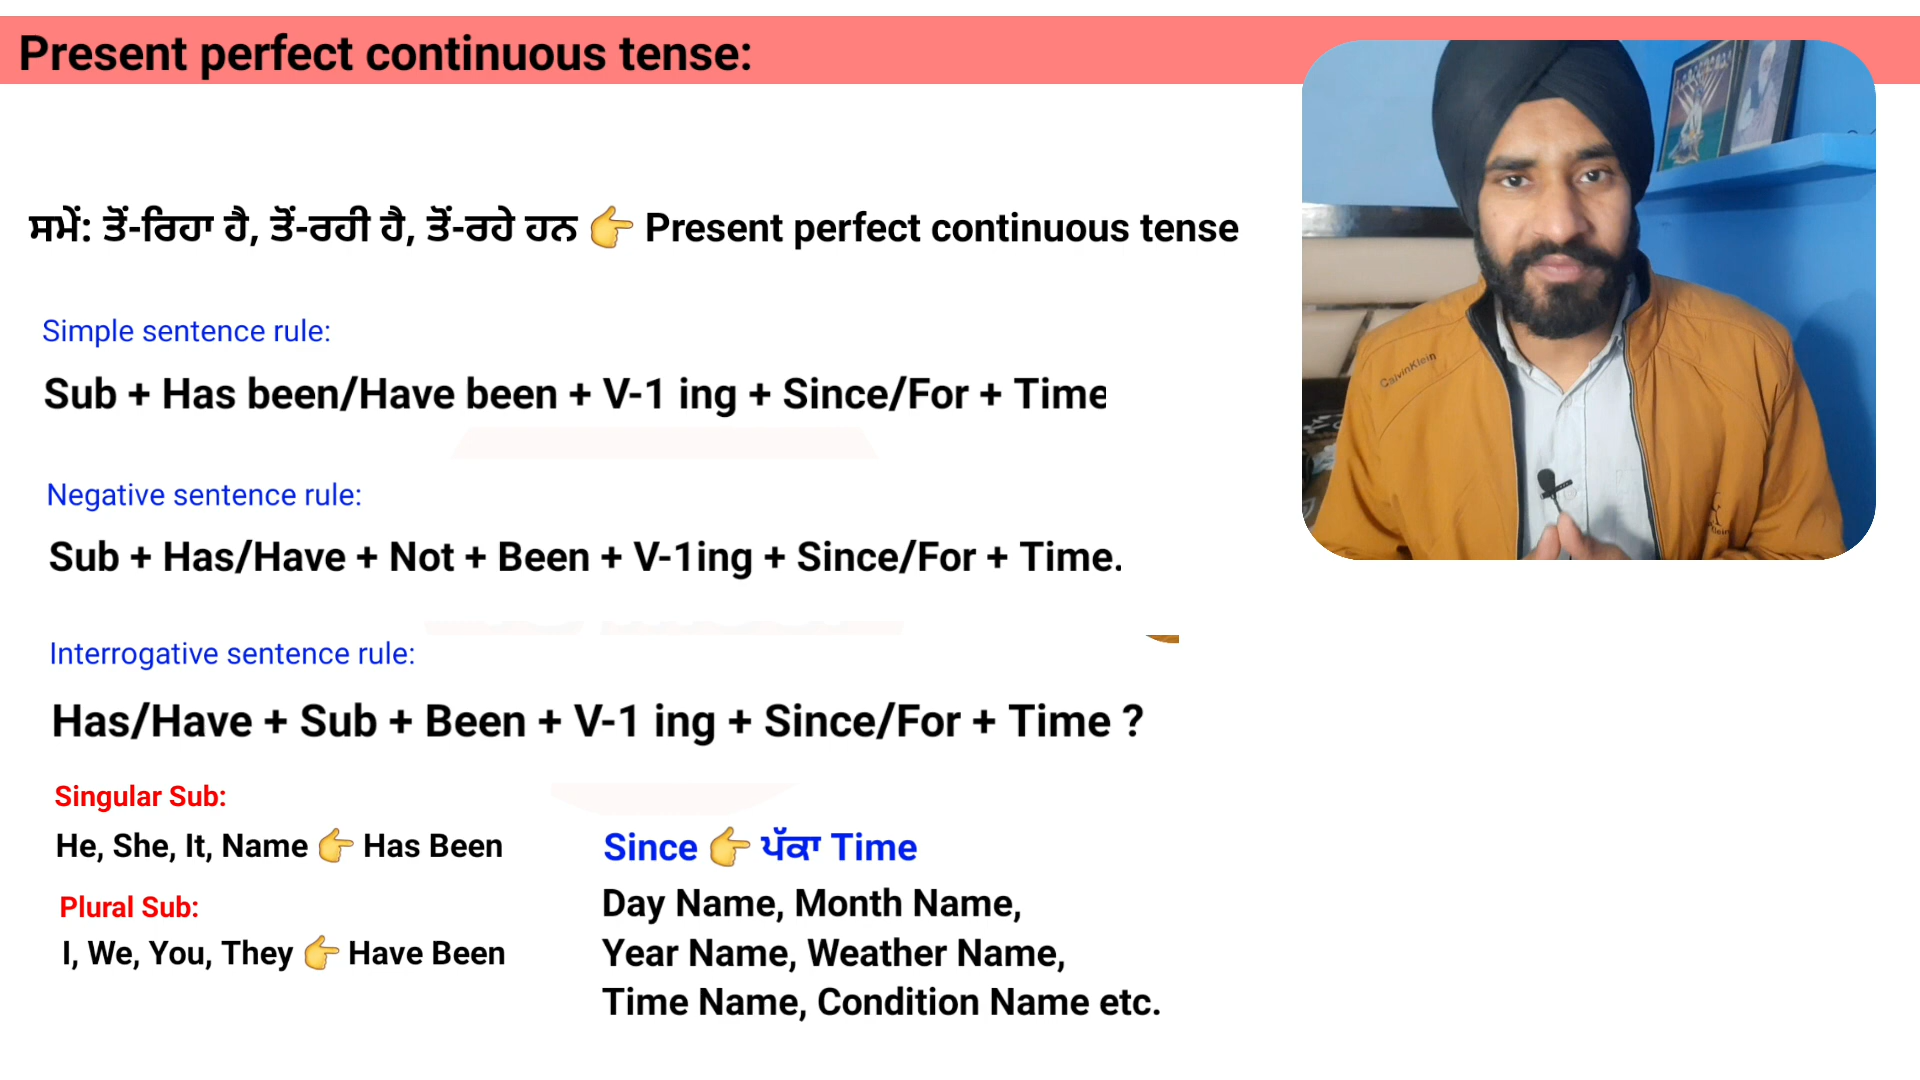 Present perfect continuous tense:
ਸਮੇਂ: ਤੋਂ-ਰਿਹਾ ਹੈ, ਤੋਂ-ਰਹੀ ਹੈ, ਤੋਂ-ਰਹੇ ਹਨ 👉 Present perfect continuous tense
Simple sentence rule:
Sub + Has been/Have been + V-1 ing + Since/For + Time
Negative sentence rule:
Sub + Has/Have + Not + Been + V-1ing + Since/For + Time.
Interrogative sentence rule:
Has/Have + Sub + Been + V-1 ing + Since/For + Time ?
Singular Sub:
He, She, It, Name 👉 Has Been
Plural Sub:
I, We, You, They 👉 Have Been
Since 👉 ਪੱਕਾ Time
Day Name, Month Name,
Year Name, Weather Name,
Time Name, Condition Name etc.
CalvinKlein